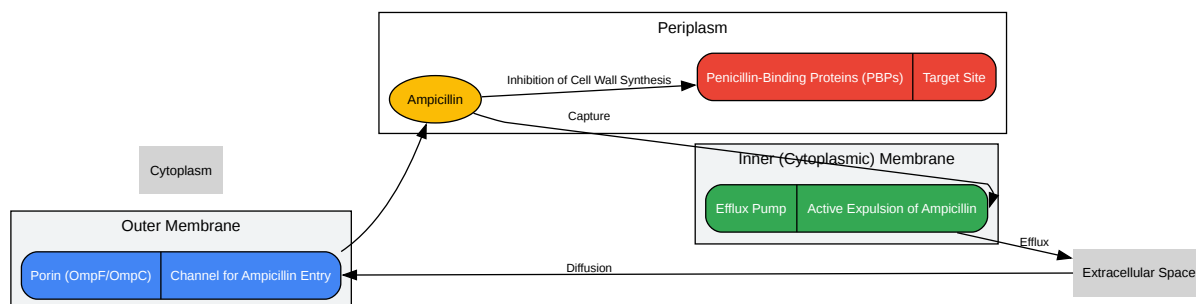 Periplasm
Inhibition of Cell Wall Synthesis
Penicillin-Binding Proteins (PBPs)
Target Site
Ampicillin
Capture
Inner (Cytoplasmic) Membrane
Cytoplasm
Efflux Pump
Active Expulsion of Ampicillin
Outer Membrane
Efflux
Porin (OmpF/OmpC)
Channel for Ampicillin Entry
Diffusion
Extracellular Space